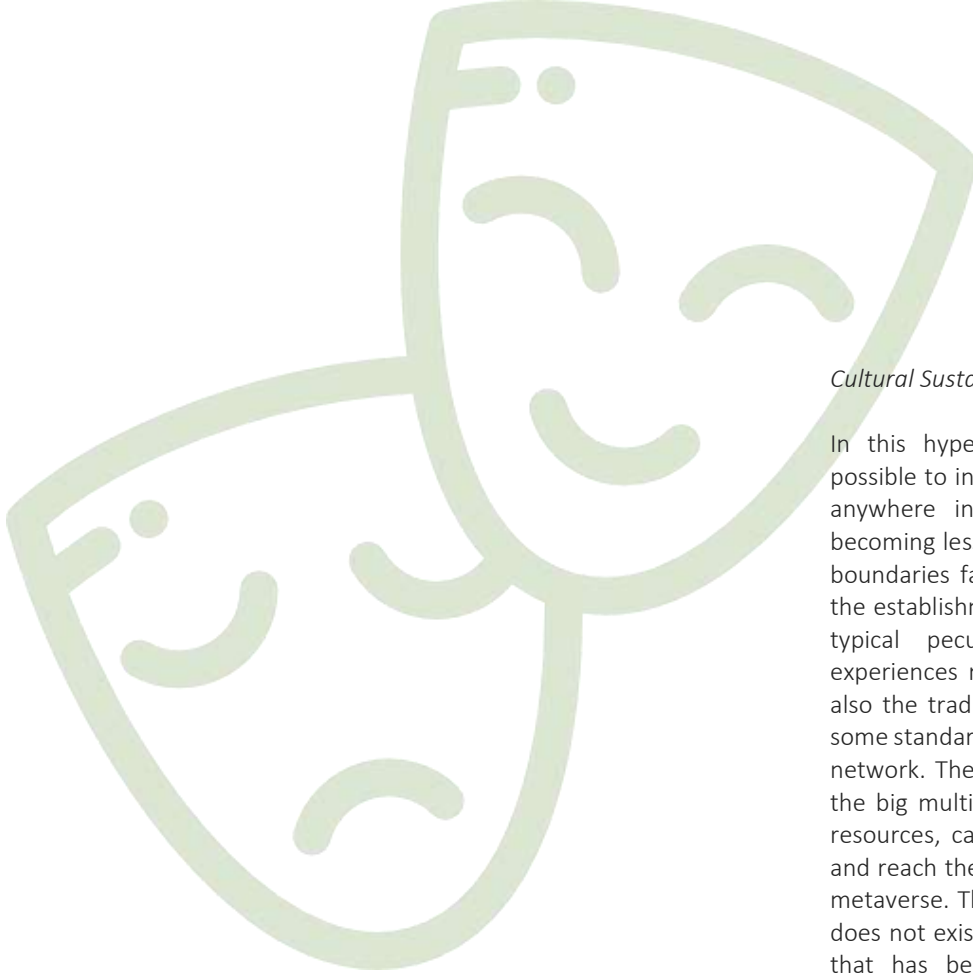 Cultural Susta
In this hype
possible to in
anywhere in
becoming les
boundaries fa
the establishr
typical pecu
experiences r
also the trad
some standar
network. The
the big multi
resources, ca
and reach the
metaverse. Tl
does not exis
that has be